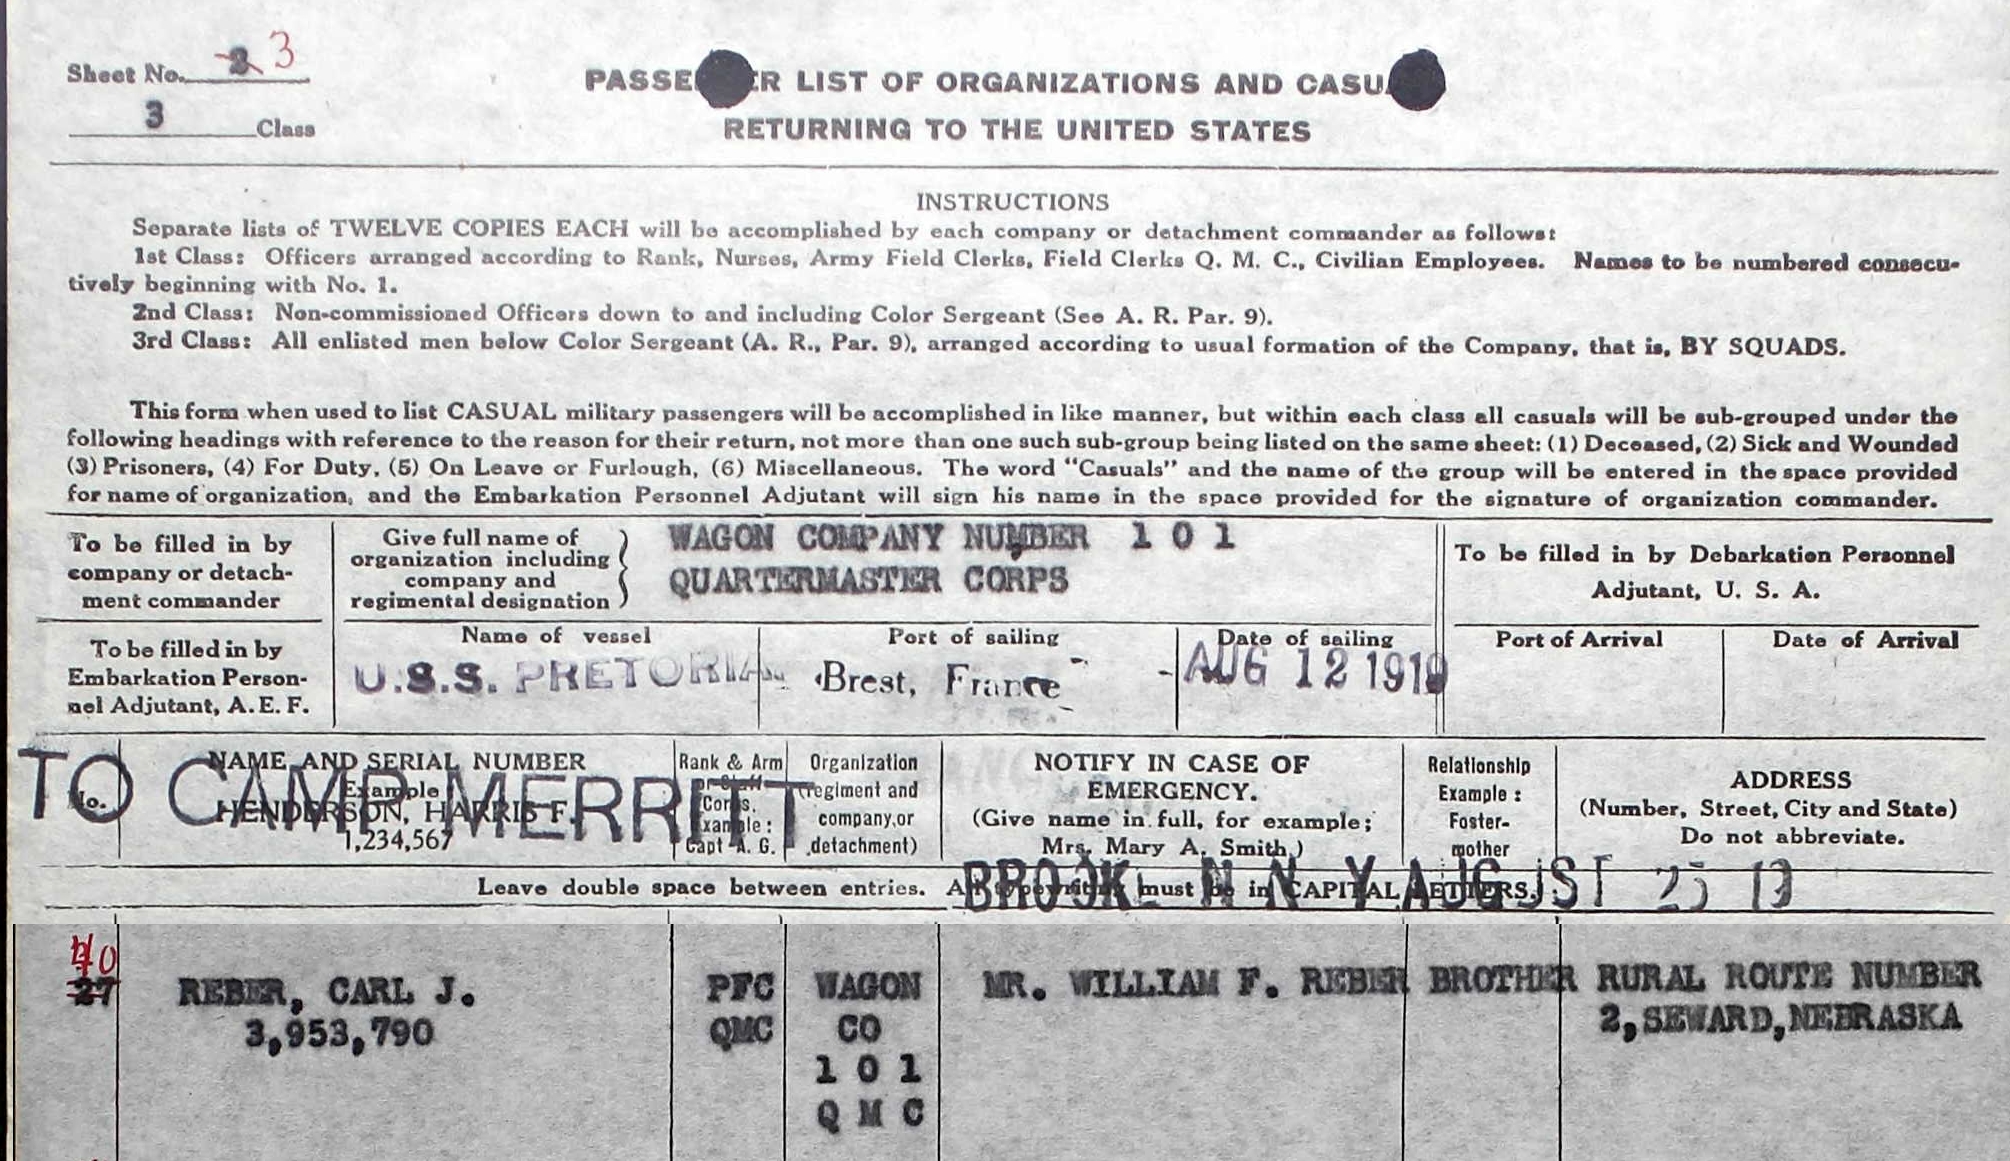 Sheet No. 2 3
3 Class
PASSE ER LIST OF ORGANIZATIONS AND CASU
RETURNING TO THE UNITED STATES
INSTRUCTIONS
Separate lists of TWELVE COPIES EACH will be accomplished by each company or detachment commander as follows:
1st Class: Officers arranged according to Rank, Nurses, Army Field Clerks, Field Clerks Q. M. C., Civilian Employees. Names to be numbered consecu-
tively beginning with No. 1.
2nd Class: Non-commissioned Officers down to and including Color Sergeant (See A. R. Par. 9).
3rd Class: All enlisted men below Color Sergeant (A. R., Par. 9), arranged according to usual formation of the Company, that is, BY SQUADS.
This form when used to list CASUAL military passengers will be accomplished in like manner, but within each class all casuals will be sub-grouped under the
following headings with reference to the reason for their return, not more than one such sub-group being listed on the same sheet: (1) Deceased, (2) Sick and Wounded
(3) Prisoners, (4) For Duty, (5) On Leave or Furlough, (6) Miscellaneous. The word "Casuals" and the name of the group will be entered in the space provided
for name of organization, and the Embarkation Personnel Adjutant will sign his name in the space provided for the signature of organization commander.
To be filled in by
company or detach-
ment commander
Give full name of
organization including
company and
regimental designation
WAGON COMPANY NUMBER 1 0 1
QUARTERMASTER CORPS
To be filled in by Debarkation Personnel
Adjutant, U. S. A.
To be filled in by
Embarkation Person-
nel Adjutant, A. E. F.
Name of vessel
U.S.S. PRETORIA.
Port of sailing
Brest, France
Date of sailing
AUG 12 1919
Port of Arrival
Date of Arrival
TO CAMP MERRITT
No.
NAME AND SERIAL NUMBER
Example
HENDERSON, HARRIS F.
1,234,567
Rank & Arm
or Staff
Corps.
Example:
Capt A. G.
Organization
(regiment and
company,or
detachment)
NOTIFY IN CASE OF
EMERGENCY.
(Give name in full, for example;
Mrs. Mary A. Smith.)
Relationship
Example :
Foster-
mother
ADDRESS
(Number, Street, City and State)
Do not abbreviate.
Leave double space between entries. All typewriting must be in CAPITAL LETTERS.
BROOKL N N Y AUGUST 25 19
40
27
REBER, CARL J.
3,953,790
PFC
QMC
WAGON
CO
1 0 1
Q M C
MR. WILLIAM F. REBER
BROTHER
RURAL ROUTE NUMBER
2,SEWARD,NEBRASKA